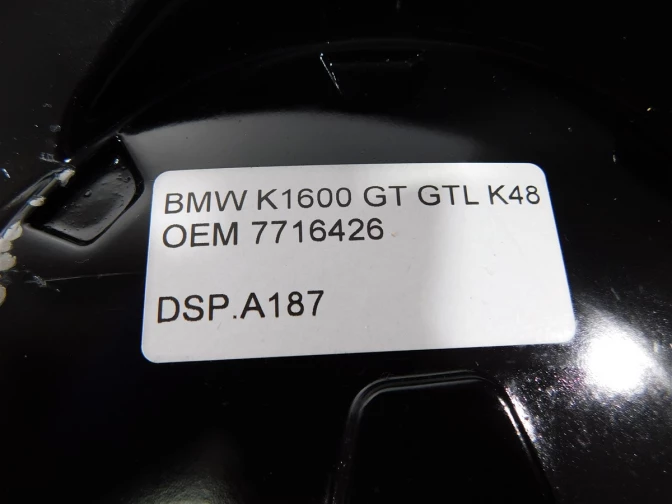 BMW K1600 GT GTL K48
OEM 7716426
DSP.A187